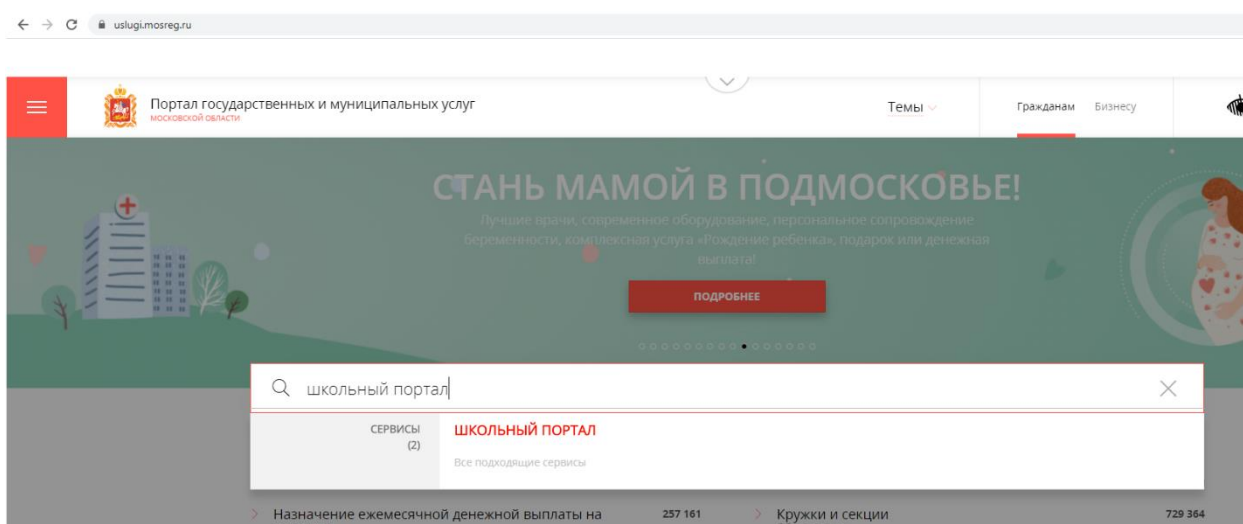 uslugi.mosreg.ru
Портал государственных и муниципальных услуг
МОСКОВСКОЙ ОБЛАСТИ
Темы
Гражданам Бизнесу
СТАНЬ МАМОЙ В ПОДМОСКОВЬЕ!
Лучшие врачи, современное оборудование, персональное сопровождение
беременности, комплексная услуга «Рождение ребенка», подарок или денежная
выплата!
ПОДРОБНЕЕ
школьный портал
СЕРВИСЫ
(2)
ШКОЛЬНЫЙ ПОРТАЛ
Все подходящие сервисы
Назначение ежемесячной денежной выплаты на 257 161
Кружки и секции 729 364